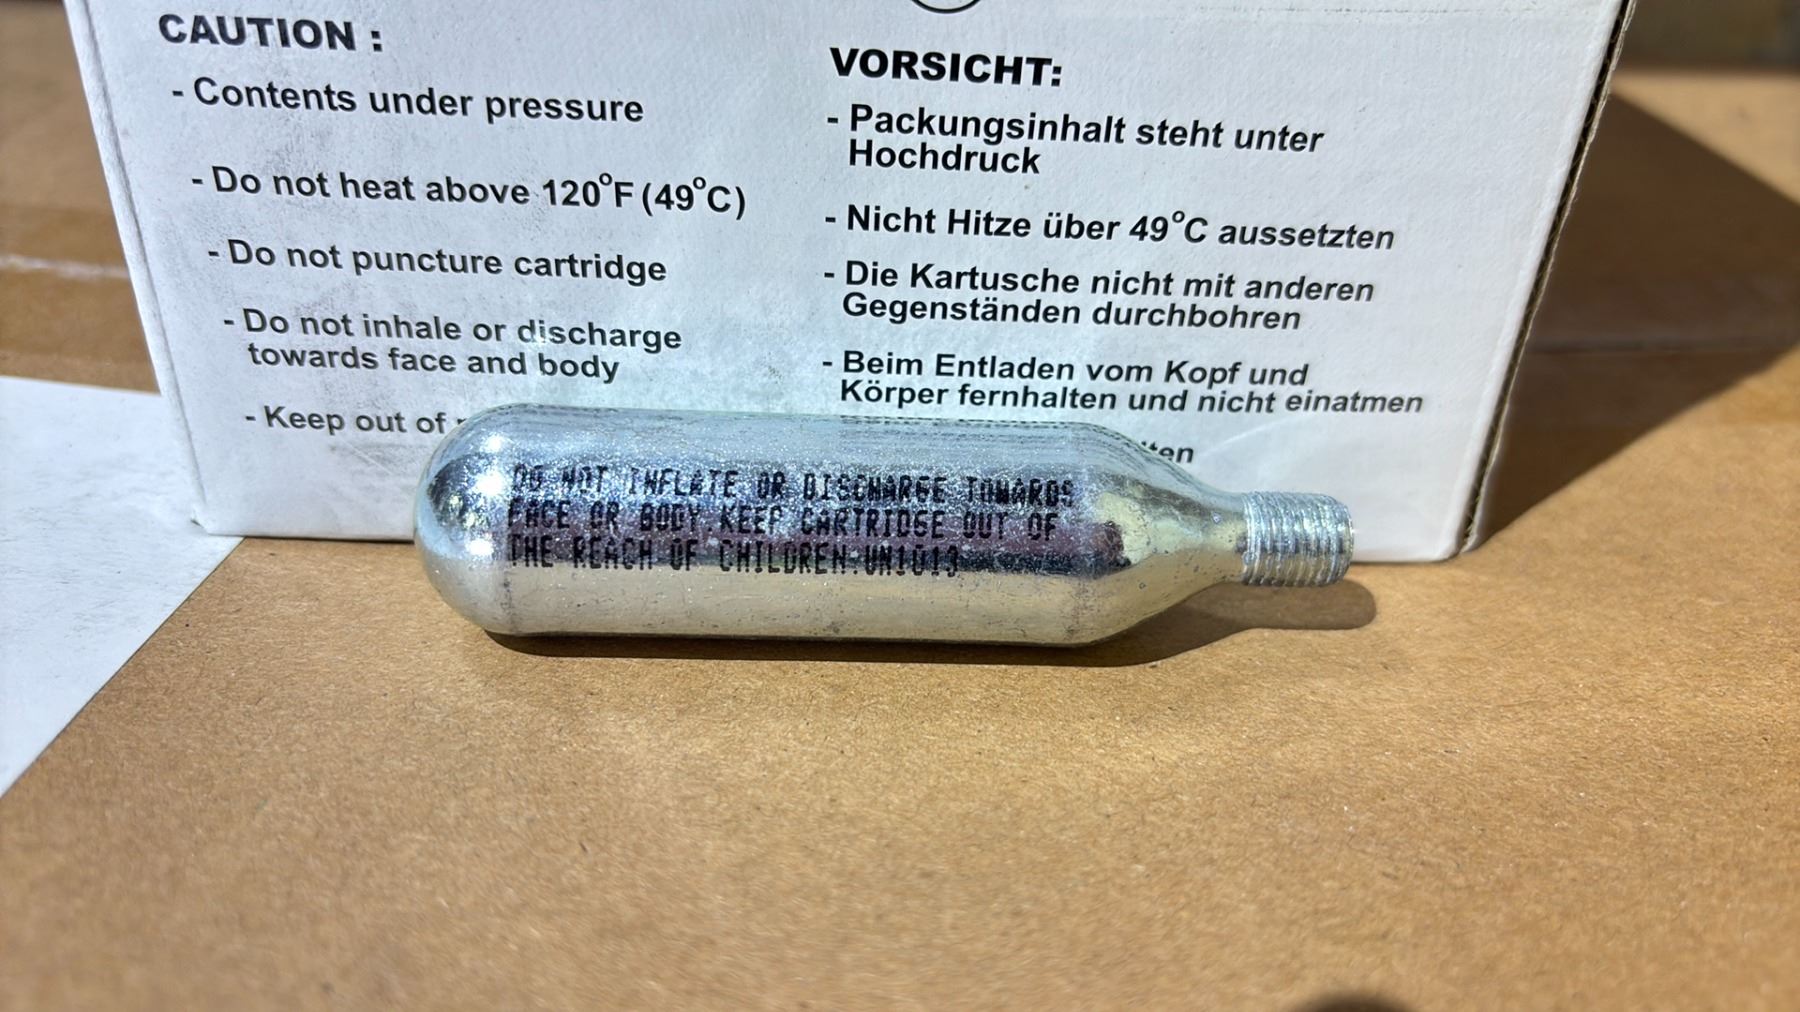 CAUTION :
- Contents under pressure
- Do not heat above 120°F (49°C)
- Do not puncture cartridge
- Do not inhale or discharge
towards face and body
- Keep out of
VORSICHT:
- Packungsinhalt steht unter
Hochdruck
- Nicht Hitze über 49°C aussetzten
- Die Kartusche nicht mit anderen
Gegenständen durchbohren
- Beim Entladen vom Kopf und
Körper fernhalten und nicht einatmen
DO NOT INFLATE OR DISCHARGE TOWARDS
FACE OR BODY.KEEP CARTRIDGE OUT OF
THE REACH OF CHILDREN.UN1013